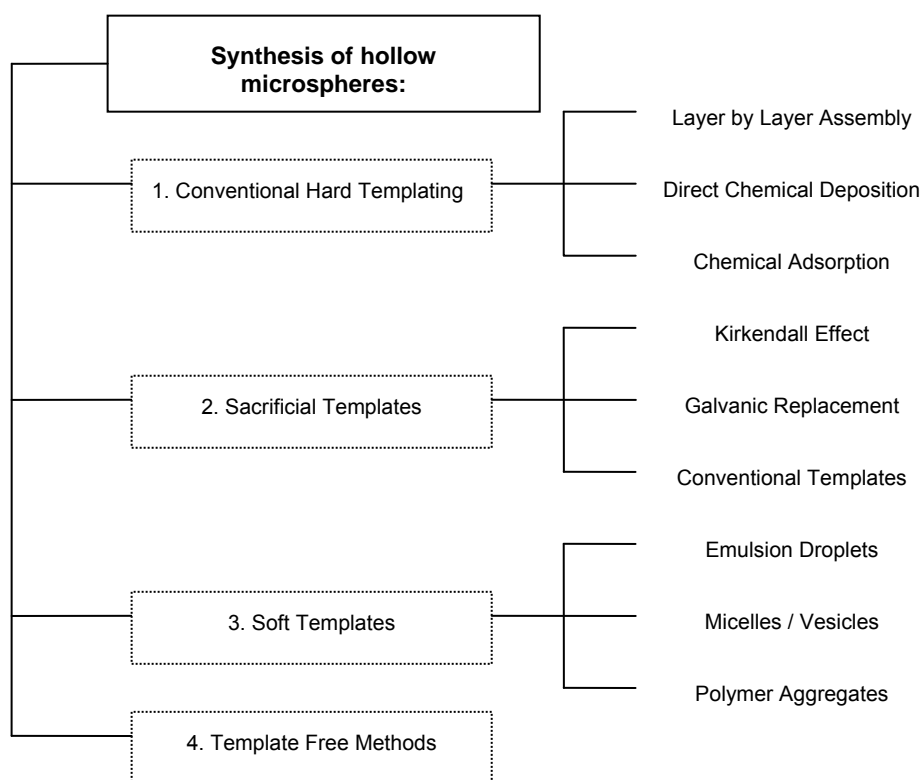 Synthesis of hollow
microspheres:
1. Conventional Hard Templating
Layer by Layer Assembly
Direct Chemical Deposition
Chemical Adsorption
2. Sacrificial Templates
Kirkendall Effect
Galvanic Replacement
Conventional Templates
3. Soft Templates
Emulsion Droplets
Micelles / Vesicles
Polymer Aggregates
4. Template Free Methods